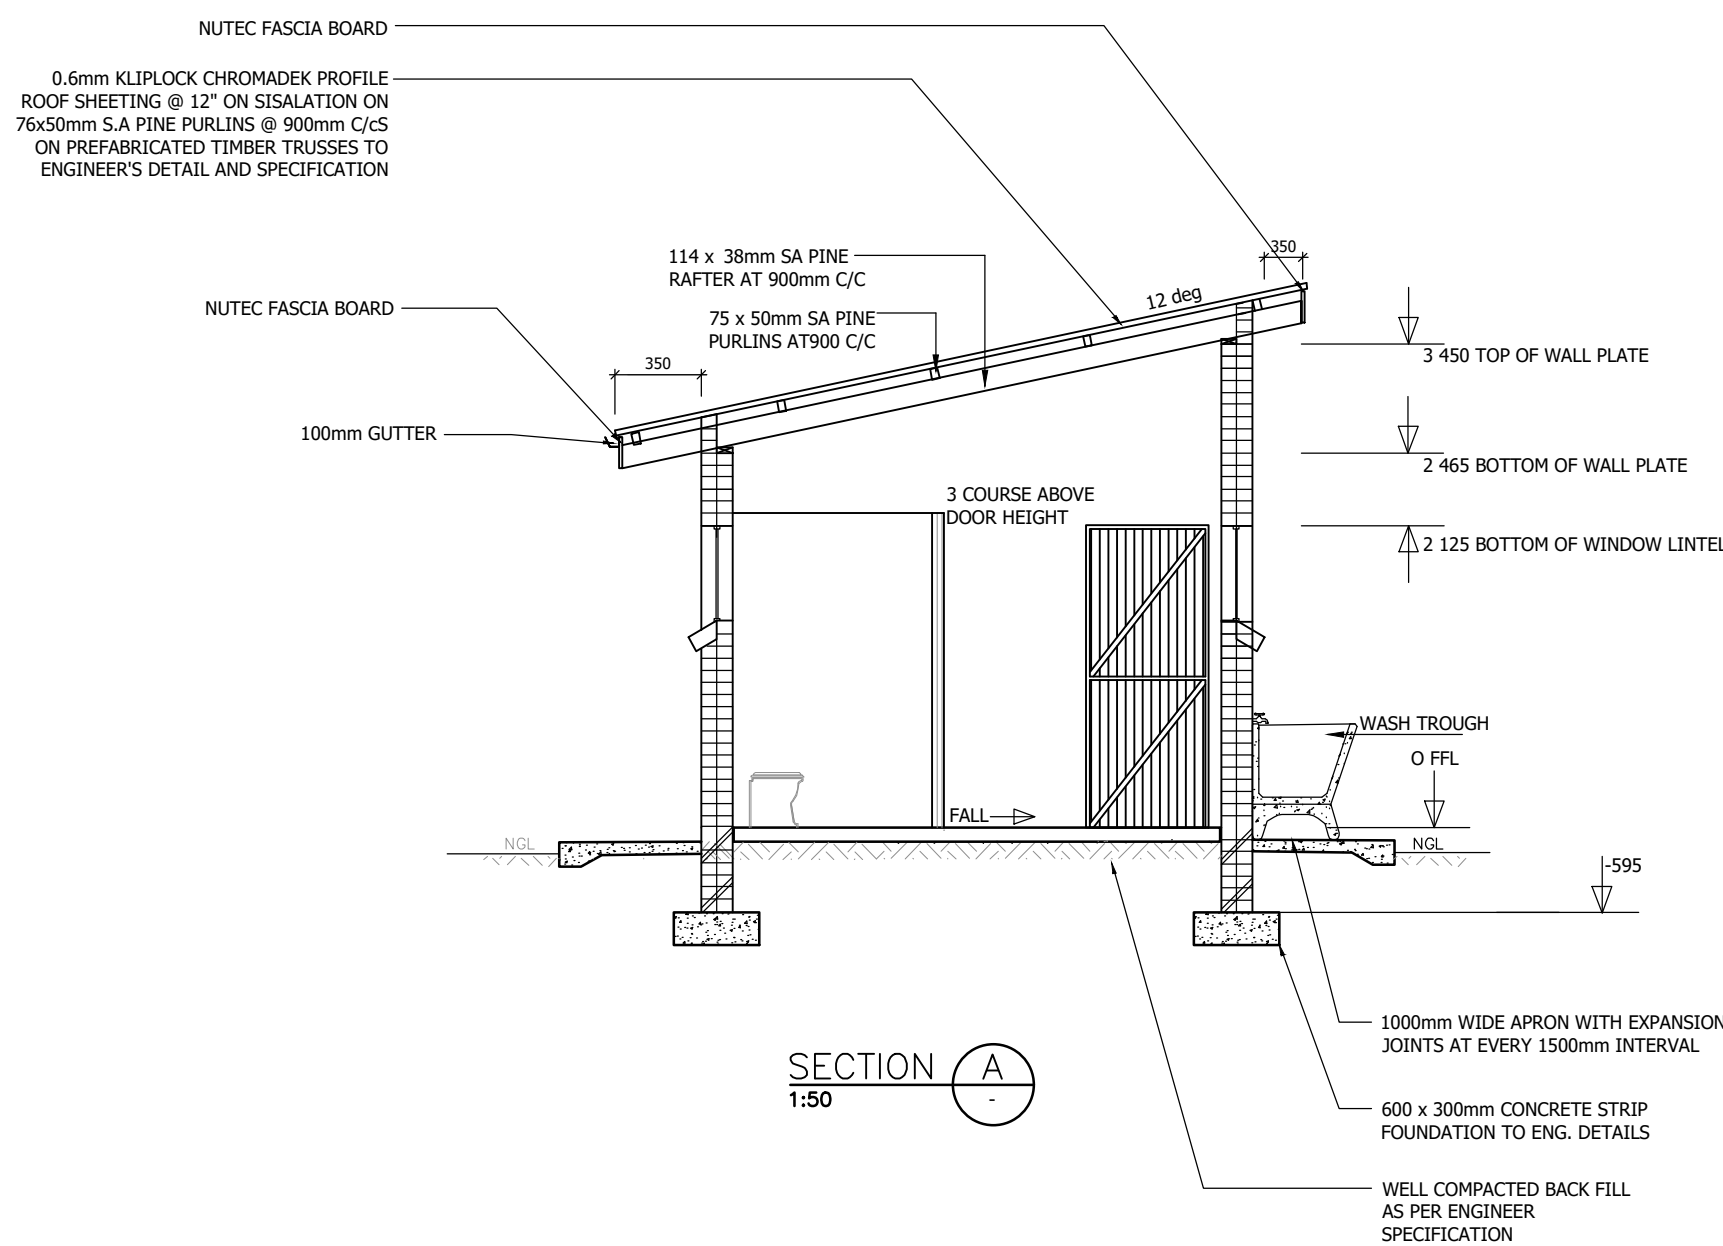 NUTEC FASCIA BOARD
0.6mm KLIPLOCK CHROMADEK PROFILE
ROOF SHEETING @ 12" ON SISALATION ON
76x50mm S.A PINE PURLINS @ 900mm C/cS
ON PREFABRICATED TIMBER TRUSSES TO
ENGINEER'S DETAIL AND SPECIFICATION
114 x 38mm SA PINE
RAFTER AT 900mm C/C
350
12 deg
NUTEC FASCIA BOARD
75 x 50mm SA PINE
PURLINS AT900 C/C
3 450 TOP OF WALL PLATE
350
100mm GUTTER
2 465 BOTTOM OF WALL PLATE
3 COURSE ABOVE
DOOR HEIGHT
2 125 BOTTOM OF WINDOW LINTEL
WASH TROUGH
O FFL
FALL
NGL
NGL
-595
1000mm WIDE APRON WITH EXPANSION
JOINTS AT EVERY 1500mm INTERVAL
SECTION A
1:50 -
600 x 300mm CONCRETE STRIP
FOUNDATION TO ENG. DETAILS
WELL COMPACTED BACK FILL
AS PER ENGINEER
SPECIFICATION